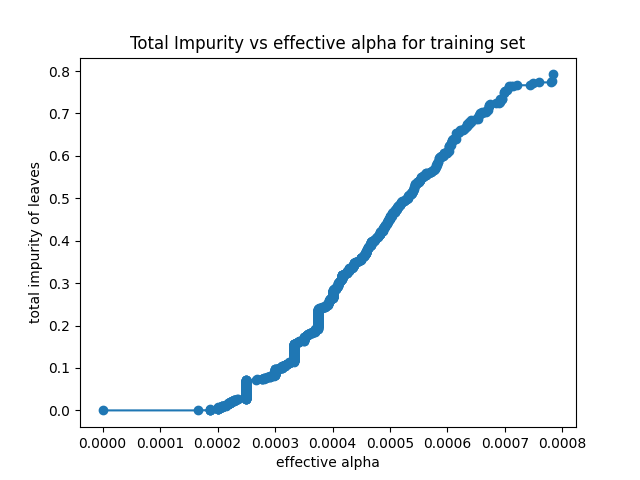 Total Impurity vs effective alpha for training set
total impurity of leaves
0.8
0.7
0.6
0.5
0.4
0.3
0.2
0.1
0.0
0.0000 0.0001 0.0002 0.0003 0.0004 0.0005 0.0006 0.0007 0.0008
effective alpha